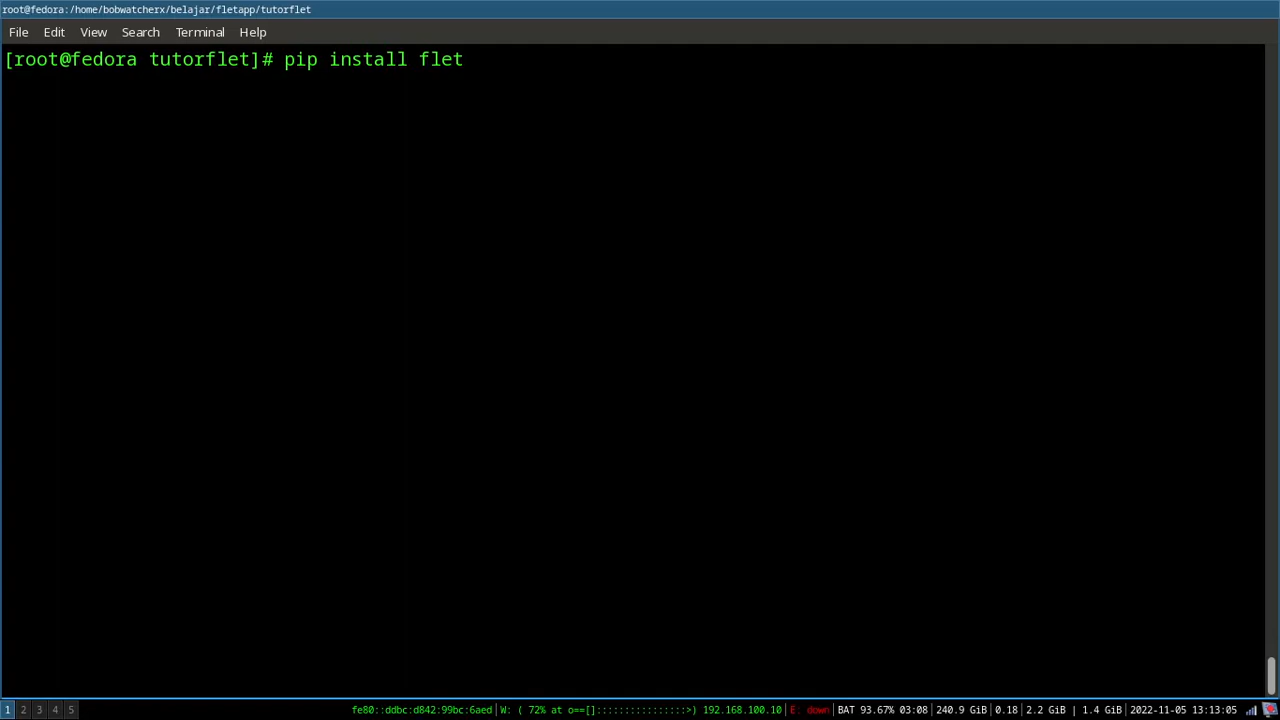 root@fedora:/home/bobwatcherx/belajar/fletapp/tutorflet
File Edit View Search Terminal Help
[root@fedora tutorflet]# pip install flet
1 2 3 4 5 fe80::ddbc:d842:99bc:6aed W: ( 72% at o==[]::::::::::::::::>) 192.168.100.10 E: down BAT 93.67% 03:08 240.9 GiB 0.18 2.2 GiB | 1.4 GiB 2022-11-05 13:13:05